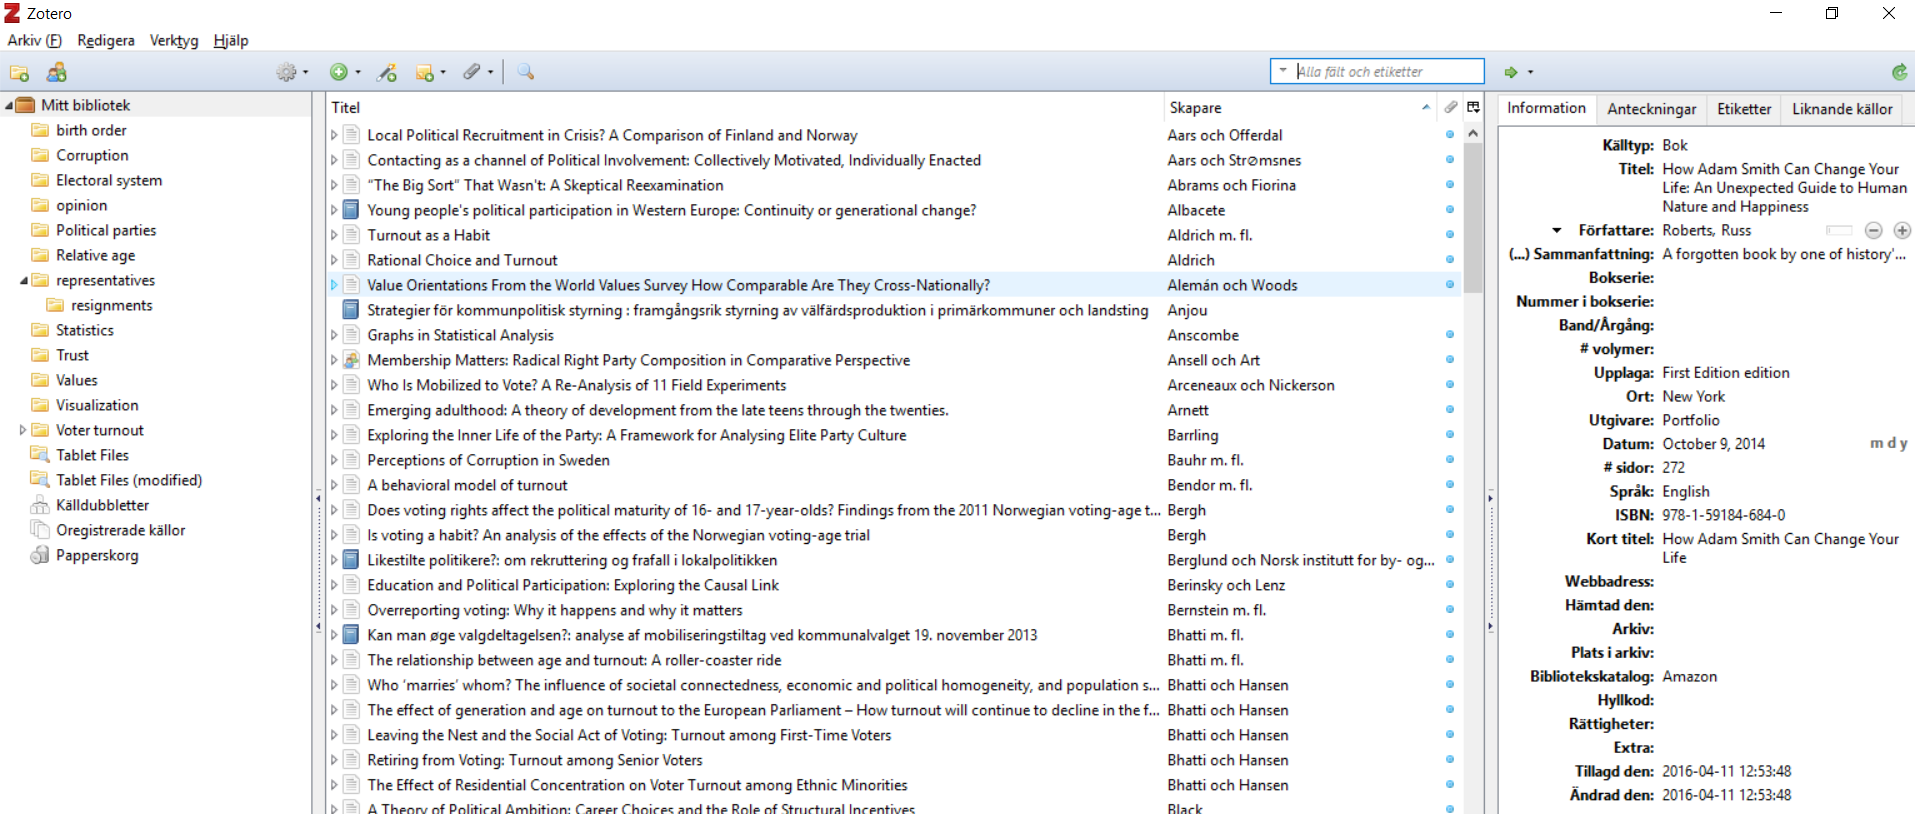 Zotero
Arkiv (F) Redigera Verktyg Hjälp
Alla fält och etiketter
Mitt bibliotek
birth order
Corruption
Electoral system
opinion
Political parties
Relative age
representatives
resignments
Statistics
Trust
Values
Visualization
Voter turnout
Tablet Files
Tablet Files (modified)
Källdubbletter
Oregistrerade källor
Papperskorg
Titel Skapare
Local Political Recruitment in Crisis? A Comparison of Finland and Norway Aars och Offerdal
Contacting as a channel of Political Involvement: Collectively Motivated, Individually Enacted Aars och Str∅msnes
“The Big Sort” That Wasn't: A Skeptical Reexamination Abrams och Fiorina
Young people's political participation in Western Europe: Continuity or generational change? Albacete
Turnout as a Habit Aldrich m. fl.
Rational Choice and Turnout Aldrich
Value Orientations From the World Values Survey How Comparable Are They Cross-Nationally? Alemán och Woods
Strategier för kommunpolitisk styrning : framgångsrik styrning av välfärdsproduktion i primärkommuner och landsting Anjou
Graphs in Statistical Analysis Anscombe
Membership Matters: Radical Right Party Composition in Comparative Perspective Ansell och Art
Who Is Mobilized to Vote? A Re-Analysis of 11 Field Experiments Arceneaux och Nickerson
Emerging adulthood: A theory of development from the late teens through the twenties. Arnett
Exploring the Inner Life of the Party: A Framework for Analysing Elite Party Culture Barrling
Perceptions of Corruption in Sweden Bauhr m. fl.
A behavioral model of turnout Bendor m. fl.
Does voting rights affect the political maturity of 16- and 17-year-olds? Findings from the 2011 Norwegian voting-age t... Bergh
Is voting a habit? An analysis of the effects of the Norwegian voting-age trial Bergh
Likestilte politikere?: om rekruttering og frafall i lokalpolitikken Berglund och Norsk institutt for by- og...
Education and Political Participation: Exploring the Causal Link Berinsky och Lenz
Overreporting voting: Why it happens and why it matters Bernstein m. fl.
Kan man øge valgdeltagelsen?: analyse af mobiliseringstiltag ved kommunalvalget 19. november 2013 Bhatti m. fl.
The relationship between age and turnout: A roller-coaster ride Bhatti m. fl.
Who ‘marries’ whom? The influence of societal connectedness, economic and political homogeneity, and population s... Bhatti och Hansen
The effect of generation and age on turnout to the European Parliament – How turnout will continue to decline in the f... Bhatti och Hansen
Leaving the Nest and the Social Act of Voting: Turnout among First-Time Voters Bhatti och Hansen
Retiring from Voting: Turnout among Senior Voters Bhatti och Hansen
The Effect of Residential Concentration on Voter Turnout among Ethnic Minorities Bhatti och Hansen
A Theory of Political Ambition: Career Choices and the Role of Structural Incentives Black
Information Anteckningar Etiketter Liknande källor
Källtyp: Bok
Titel: How Adam Smith Can Change Your
Life: An Unexpected Guide to Human
Nature and Happiness
Författare: Roberts, Russ
(...) Sammanfattning: A forgotten book by one of history'...
Bokserie:
Nummer i bokserie:
Band/Årgång:
# volymer:
Upplaga: First Edition edition
Ort: New York
Utgivare: Portfolio
Datum: October 9, 2014 m d y
# sidor: 272
Språk: English
ISBN: 978-1-59184-684-0
Kort titel: How Adam Smith Can Change Your
Life
Webbadress:
Hämtad den:
Arkiv:
Plats i arkiv:
Bibliotekskatalog: Amazon
Hyllkod:
Rättigheter:
Extra:
Tillagd den: 2016-04-11 12:53:48
Ändrad den: 2016-04-11 12:53:48